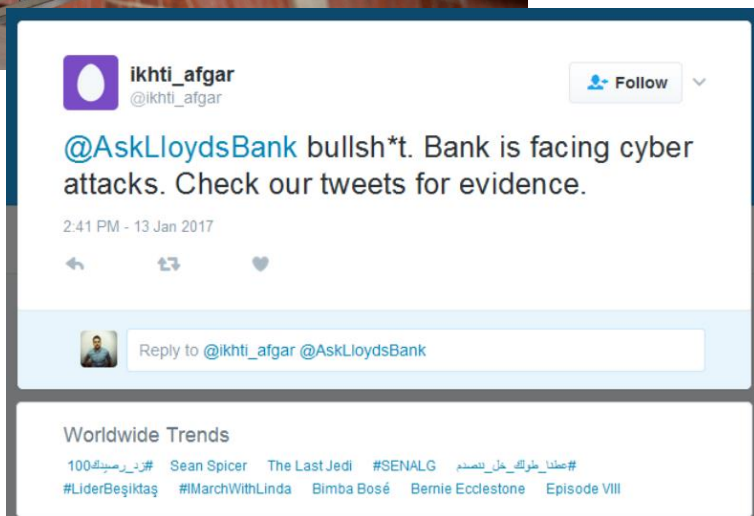 ikhti_afgar
@ikhti_afgar
Follow
@AskLloydsBank bullsh*t. Bank is facing cyber
attacks. Check our tweets for evidence.
2:41 PM - 13 Jan 2017
Reply to @ikhti_afgar @AskLloydsBank
Worldwide Trends
#زد_رصيدك100 Sean Spicer The Last Jedi #SENALG #عطنا_طولك_خل_ننصدم
#LiderBeşiktaş #IMarchWithLinda Bimba Bosé Bernie Ecclestone Episode VIII